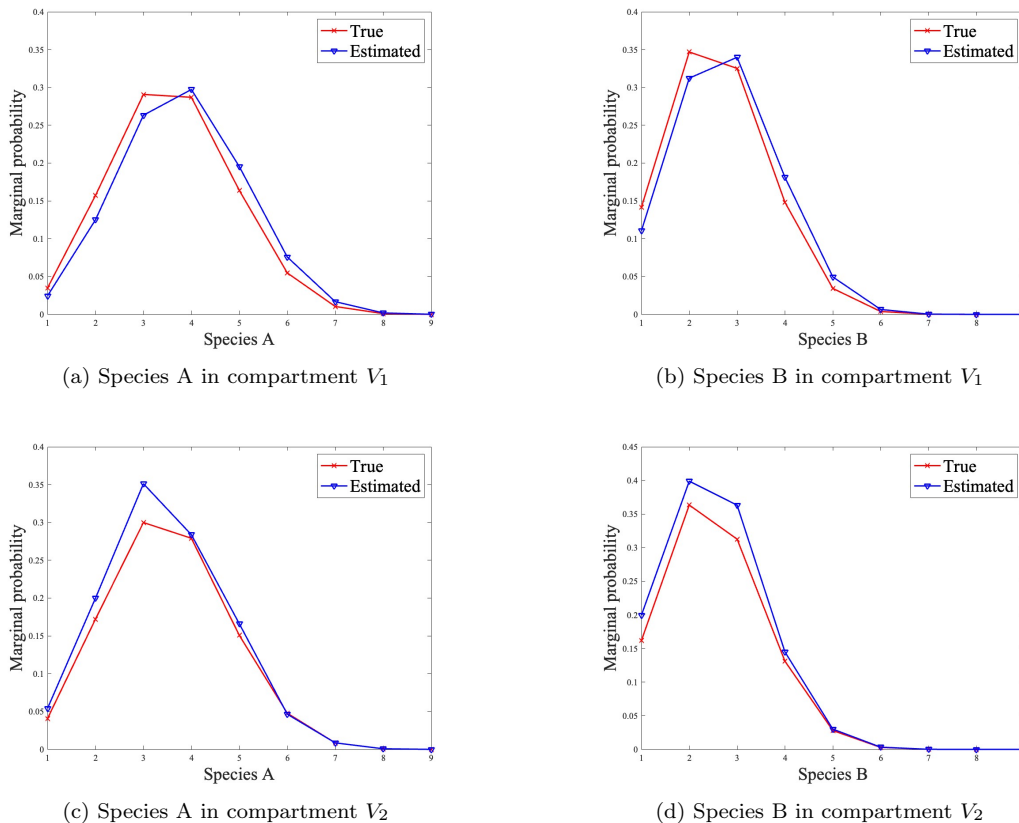 0.4
0.35
0.3
0.25
0.2
0.15
0.1
0.05
0
Marginal probability
True
Estimated
1 2 3 4 5 6 7 8 9
Species A
(a) Species A in compartment V₁
0.4
0.35
0.3
0.25
0.2
0.15
0.1
0.05
0
Marginal probability
True
Estimated
1 2 3 4 5 6 7 8
Species B
(b) Species B in compartment V₁
0.4
0.35
0.3
0.25
0.2
0.15
0.1
0.05
0
Marginal probability
True
Estimated
1 2 3 4 5 6 7 8 9
Species A
(c) Species A in compartment V₂
0.45
0.4
0.35
0.3
0.25
0.2
0.15
0.1
0.05
0
Marginal probability
True
Estimated
1 2 3 4 5 6 7 8
Species B
(d) Species B in compartment V₂